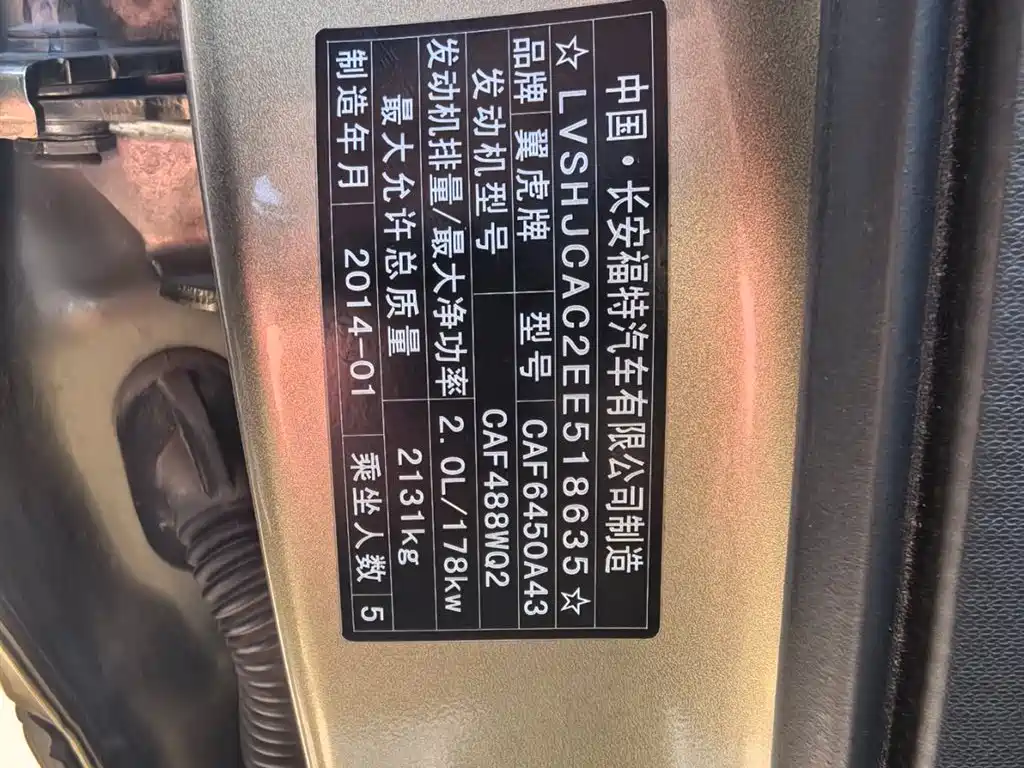 中国·长安福特汽车有限公司制造
☆LVSHJCAC2EE518635☆
品牌 翼虎牌 型号 CAF6450A43
发动机型号 CAF488WQ2
发动机排量/最大净功率 2.0L/178kw
最大允许总质量 2131kg
制造年月 2014-01 乘坐人数 5